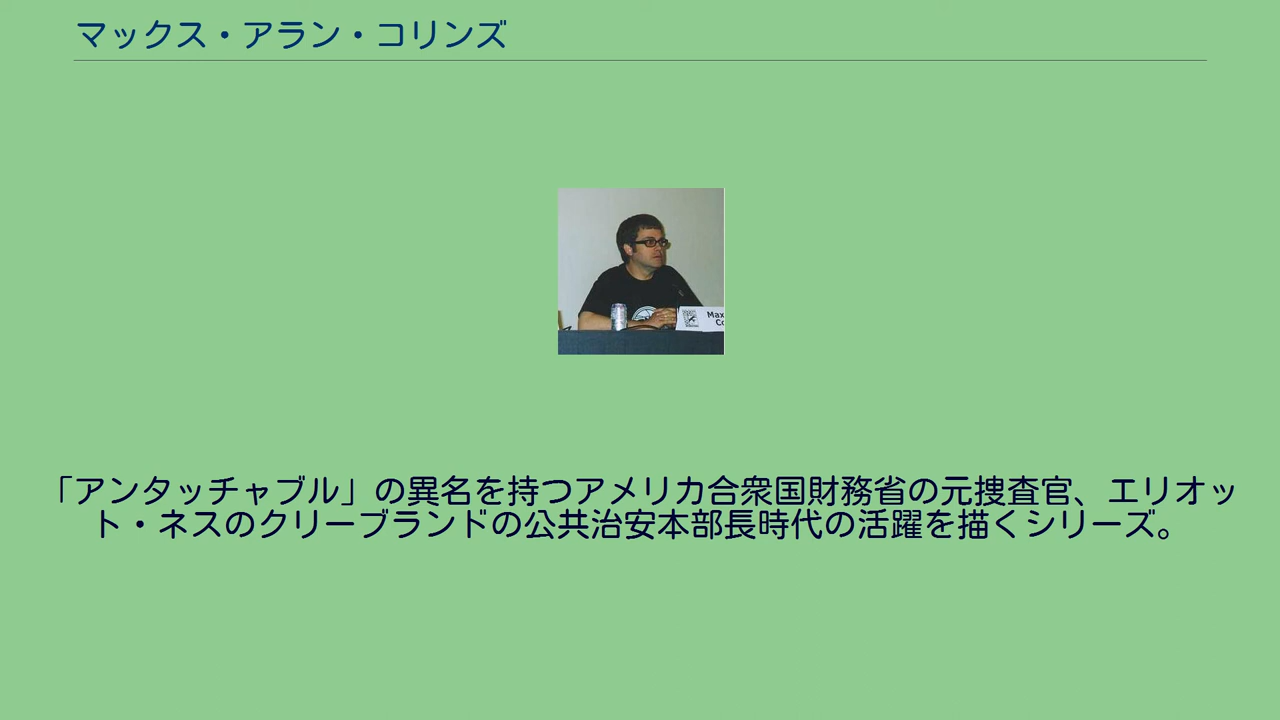 マックス・アラン・コリンズ
Max
Co
「アンタッチャブル」の異名を持つアメリカ合衆国財務省の元捜査官、エリオッ
ト・ネスのクリーブランドの公共治安本部長時代の活躍を描くシリーズ。